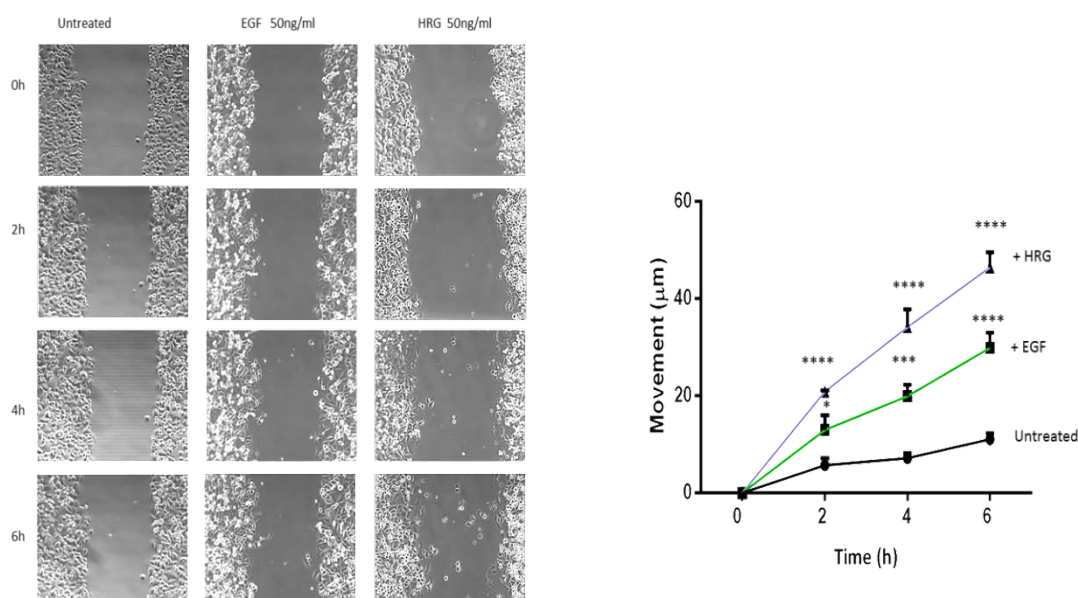 Untreated EGF 50ng/ml HRG 50ng/ml
0h
2h
4h
6h
Movement (µm)
60
40
20
0
****
+ HRG
****
****
+ EGF
****
***
*
Untreated
0 2 4 6
Time (h)